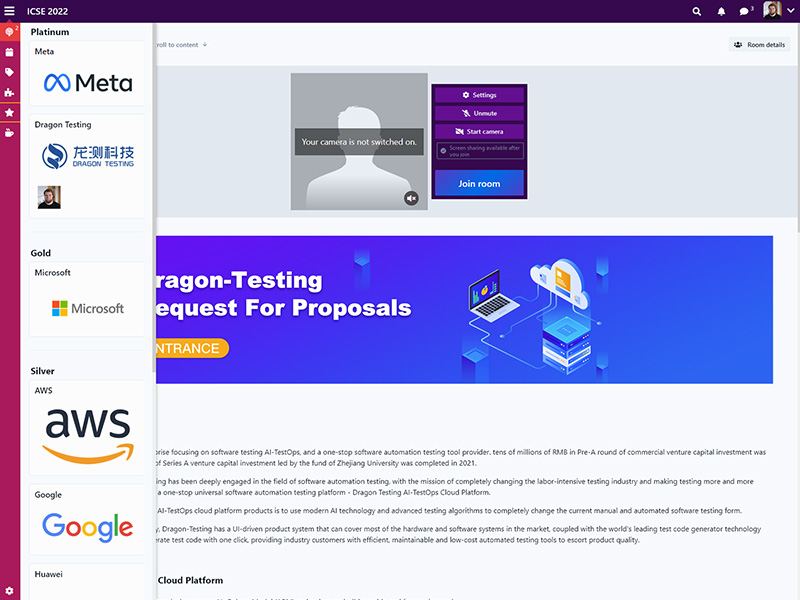 ICSE 2022
3
2
Platinum
Meta
Meta
Dragon Testing
龙测科技
DRAGON TESTING
Gold
Microsoft
Microsoft
Silver
AWS
aws
Google
Google
Huawei
roll to content
Room details
Your camera is not switched on.
Settings
Unmute
Start camera
Screen sharing available after
you join
Join room
ragon-Testing
equest For Proposals
NTRANCE
prise focusing on software testing AI-TestOps, and a one-stop software automation testing tool provider. tens of millions of RMB in Pre-A round of commercial venture capital investment was
of Series A venture capital investment led by the fund of Zhejiang University was completed in 2021.
ing has been deeply engaged in the field of software automation testing, with the mission of completely changing the labor-intensive testing industry and making testing more and more
a one-stop universal software automation testing platform - Dragon Testing AI-TestOps Cloud Platform.
AI-TestOps cloud platform products is to use modern AI technology and advanced testing algorithms to completely change the current manual and automated software testing form.
y, Dragon-Testing has a UI-driven product system that can cover most of the hardware and software systems in the market, coupled with the world's leading test code generator technology
erate test code with one click, providing industry customers with efficient, maintainable and low-cost automated testing tools to escort product quality.
Cloud Platform